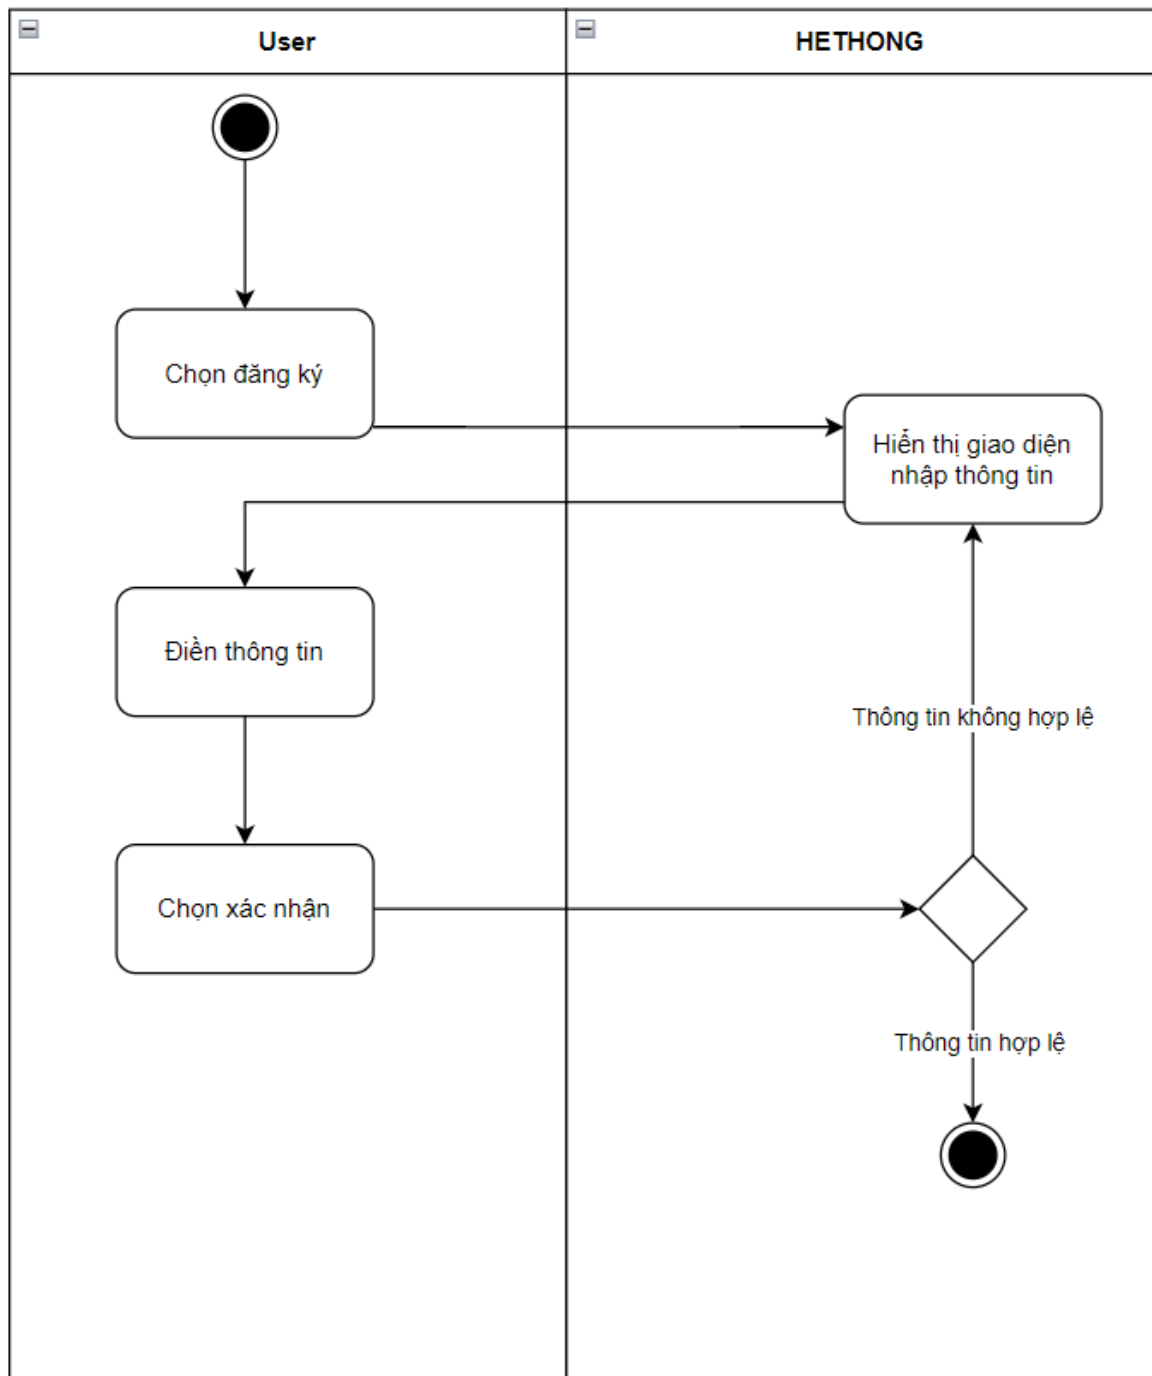 User
HETHONG
Chọn đăng ký
Hiển thị giao diện
nhập thông tin
Điền thông tin
Thông tin không hợp lệ
Chọn xác nhận
Thông tin hợp lệ